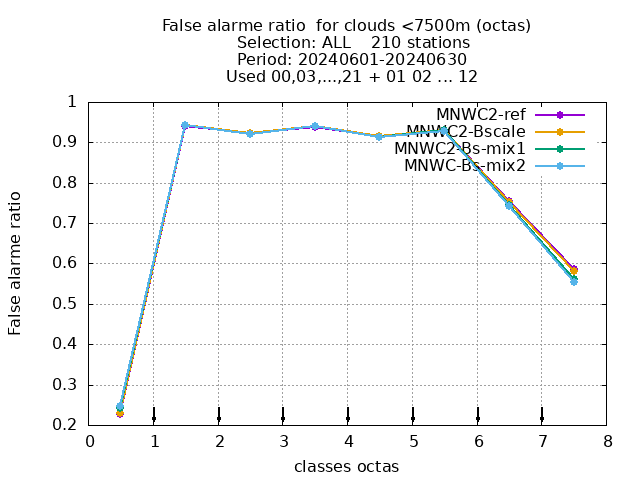 False alarme ratio  for clouds <7500m (octas)
Selection: ALL    210 stations
Period: 20240601-20240630
Used 00,03,...,21 + 01 02 ... 12
MNWC2-ref
MNWC2-Bscale
MNWC2-Bs-mix1
MNWC-Bs-mix2
False alarme ratio
1
0.9
0.8
0.7
0.6
0.5
0.4
0.3
0.2
0 1 2 3 4 5 6 7 8
classes octas